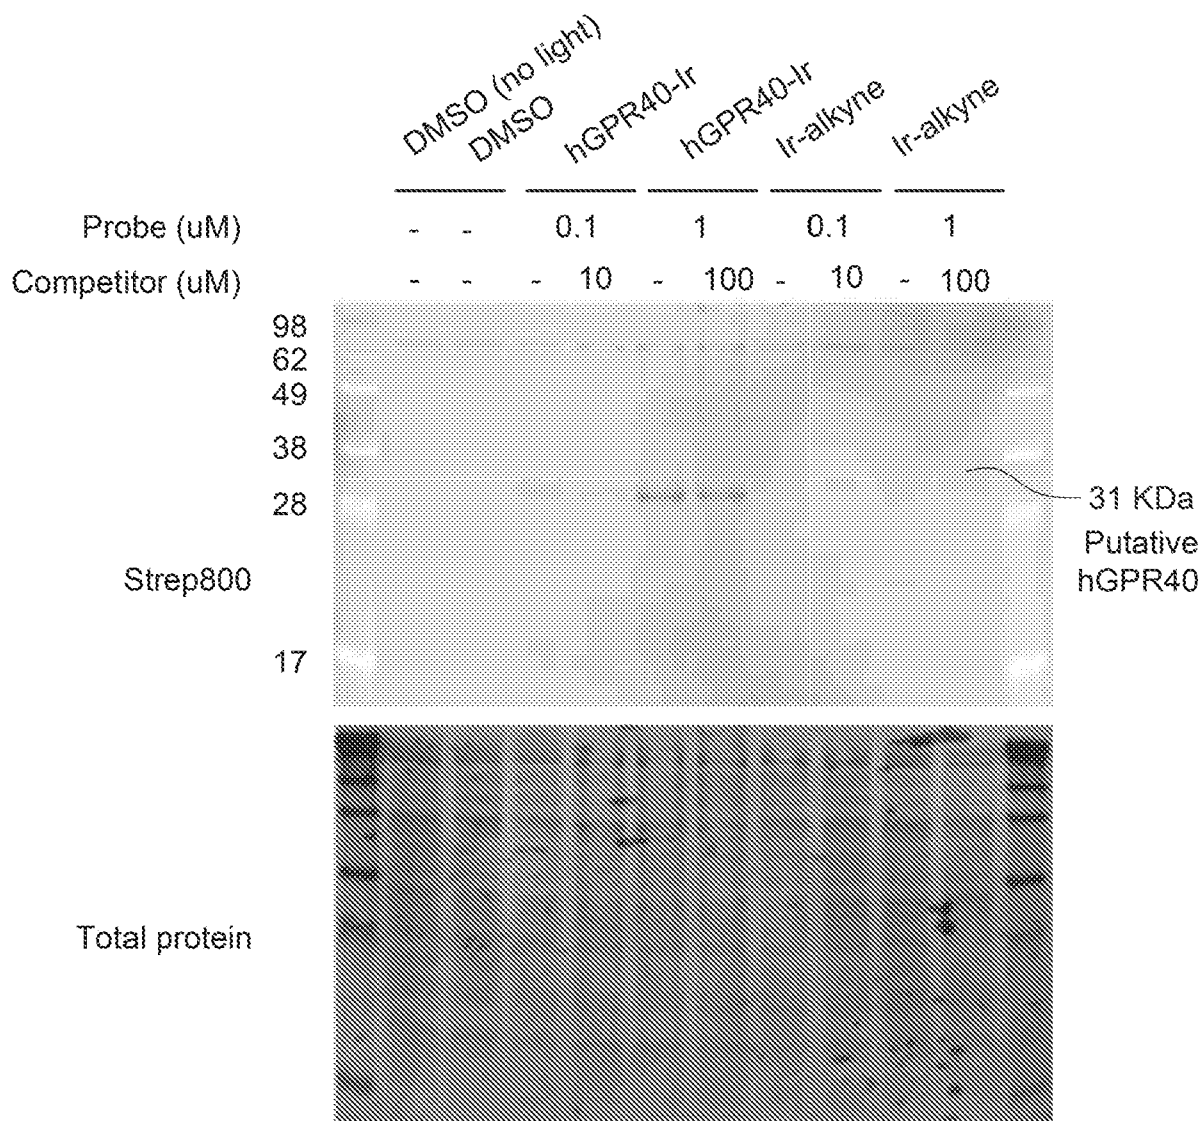 DMSO (no light)
DMSO
hGPR40-Ir
hGPR40-Ir
Ir-alkyne
Ir-alkyne
Probe (uM) - - 0.1 1 0.1 1
Competitor (uM) - - - 10 - 100 - 10 - 100
98
62
49
38
28
31 KDa
Putative
hGPR40
Strep800
17
Total protein